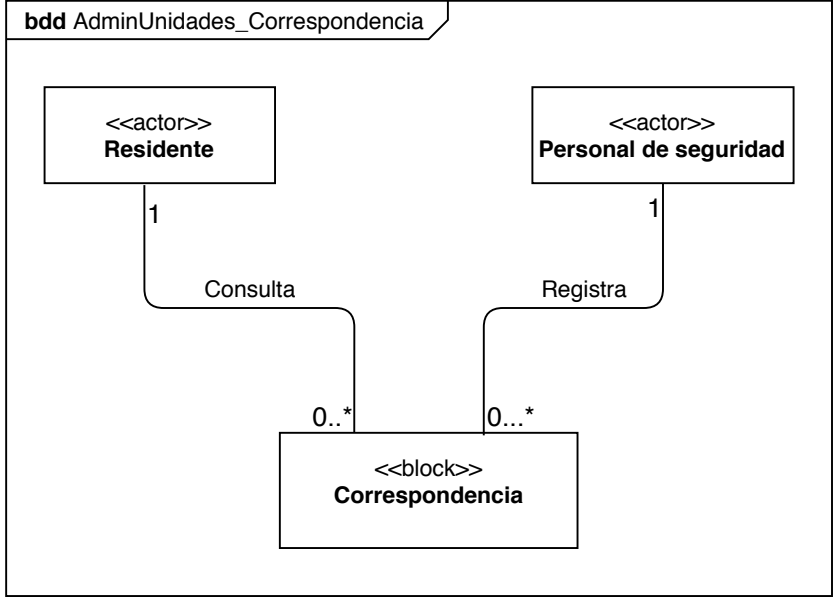 bdd AdminUnidades_Correspondencia
<<actor>>
Residente
<<actor>>
Personal de seguridad
1
1
Consulta
Registra
0..*
0...*
<<block>>
Correspondencia